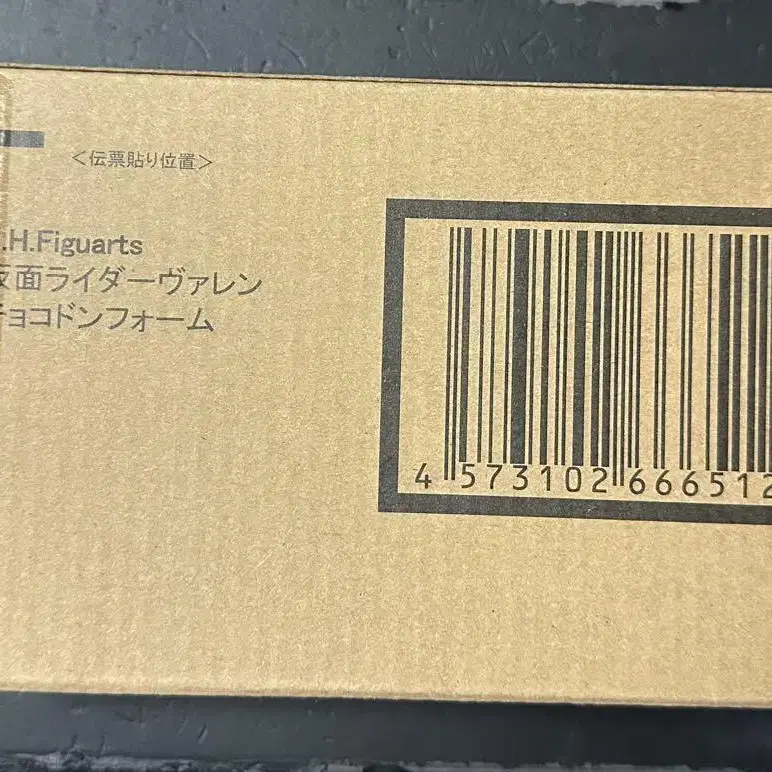 <伝票貼り位置>
.H.Figuarts
仮面ライダーヴァレン
チョコドンフォーム
4 573102 666512